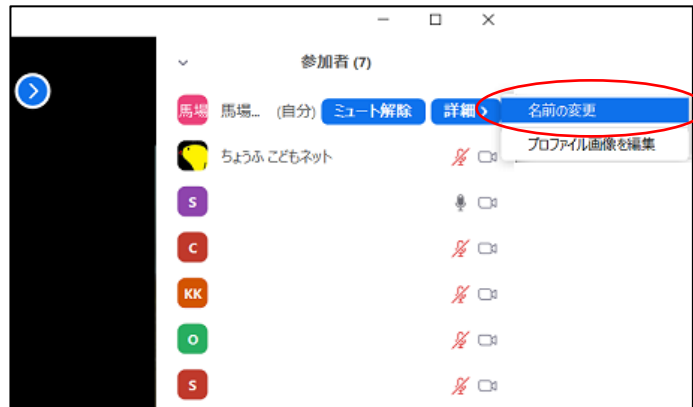 参加者 (7)
馬場 馬場... (自分) ミュート解除 詳細 > 名前の変更
プロファイル画像を編集
ちょうふ こどもネット
S
C
KK
O
S